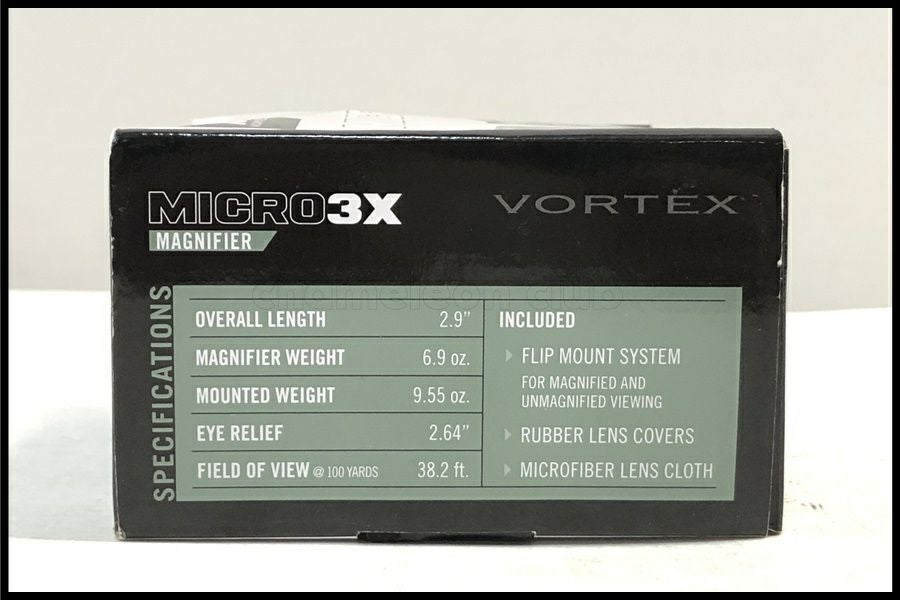 MICRO3X
VORTEX
MAGNIFIER
SPECIFICATIONS
chameleon club
OVERALL LENGTH 2.9”
MAGNIFIER WEIGHT 6.9 oz.
MOUNTED WEIGHT 9.55 oz.
EYE RELIEF 2.64”
FIELD OF VIEW @ 100 YARDS 38.2 ft.
INCLUDED
FLIP MOUNT SYSTEM
FOR MAGNIFIED AND
UNMAGNIFIED VIEWING
RUBBER LENS COVERS
MICROFIBER LENS CLOTH